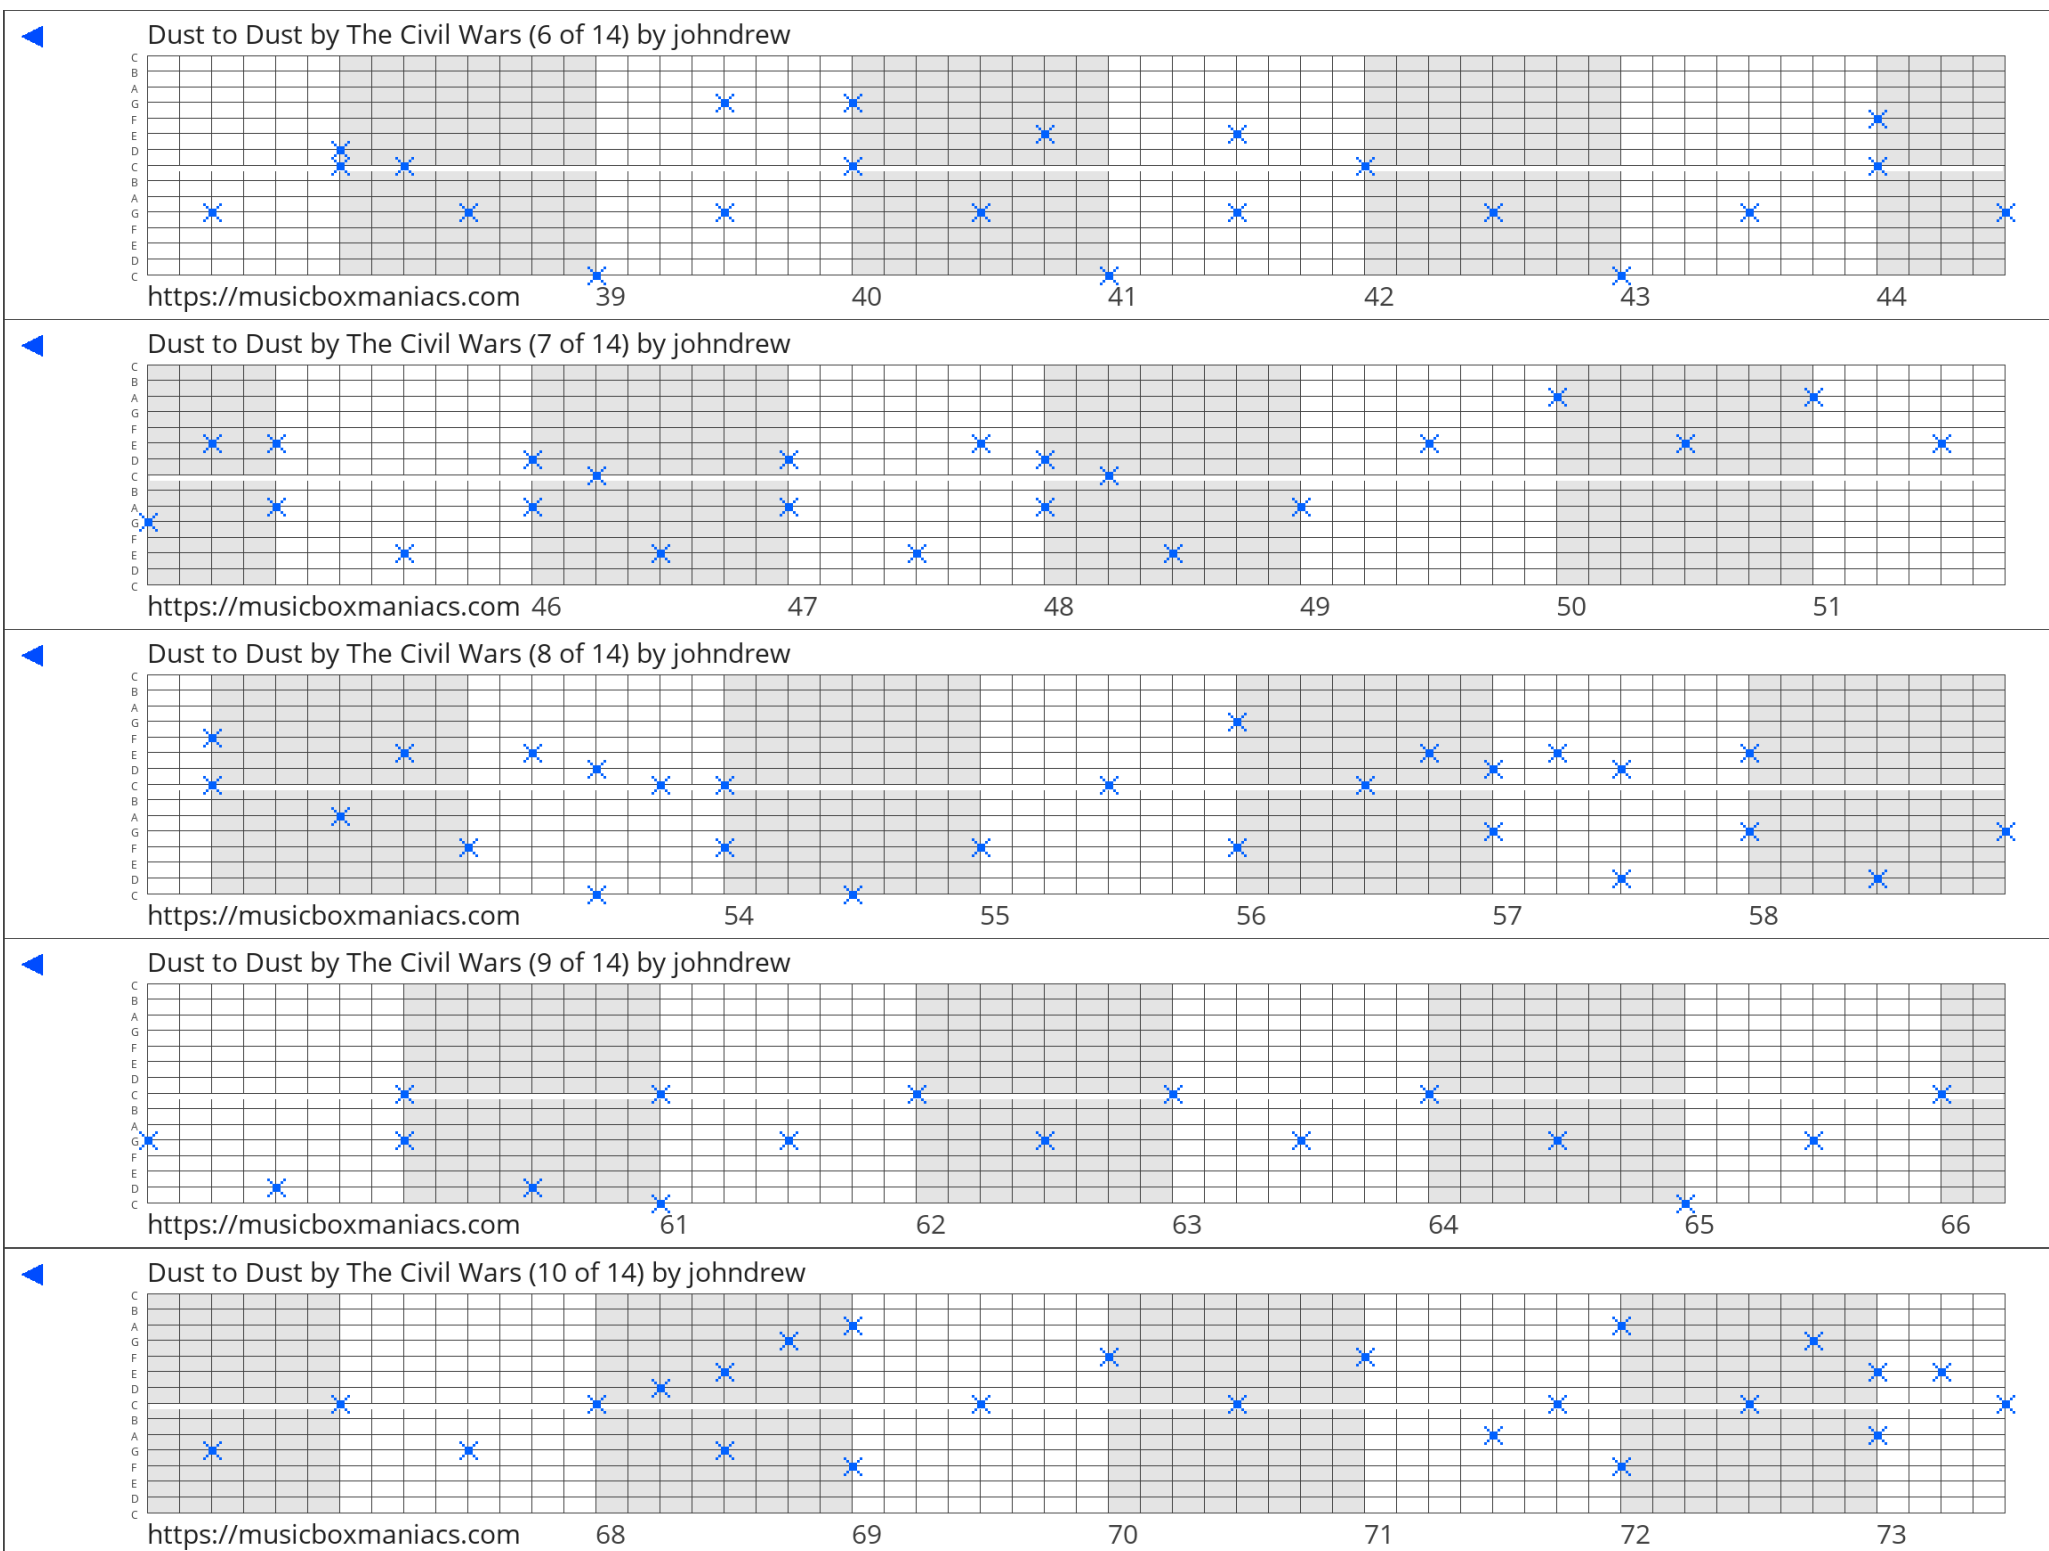 Dust to Dust by The Civil Wars (6 of 14) by johndrew
C
B
A
G
F
E
D
C
B
A
G
F
E
D
C
https://musicboxmaniacs.com 39 40 41 42 43 44
Dust to Dust by The Civil Wars (7 of 14) by johndrew
C
B
A
G
F
E
D
C
B
A
G
F
E
D
C
https://musicboxmaniacs.com 46 47 48 49 50 51
Dust to Dust by The Civil Wars (8 of 14) by johndrew
C
B
A
G
F
E
D
C
B
A
G
F
E
D
C
https://musicboxmaniacs.com 54 55 56 57 58
Dust to Dust by The Civil Wars (9 of 14) by johndrew
C
B
A
G
F
E
D
C
B
A
G
F
E
D
C
https://musicboxmaniacs.com 61 62 63 64 65 66
Dust to Dust by The Civil Wars (10 of 14) by johndrew
C
B
A
G
F
E
D
C
B
A
G
F
E
D
C
https://musicboxmaniacs.com 68 69 70 71 72 73